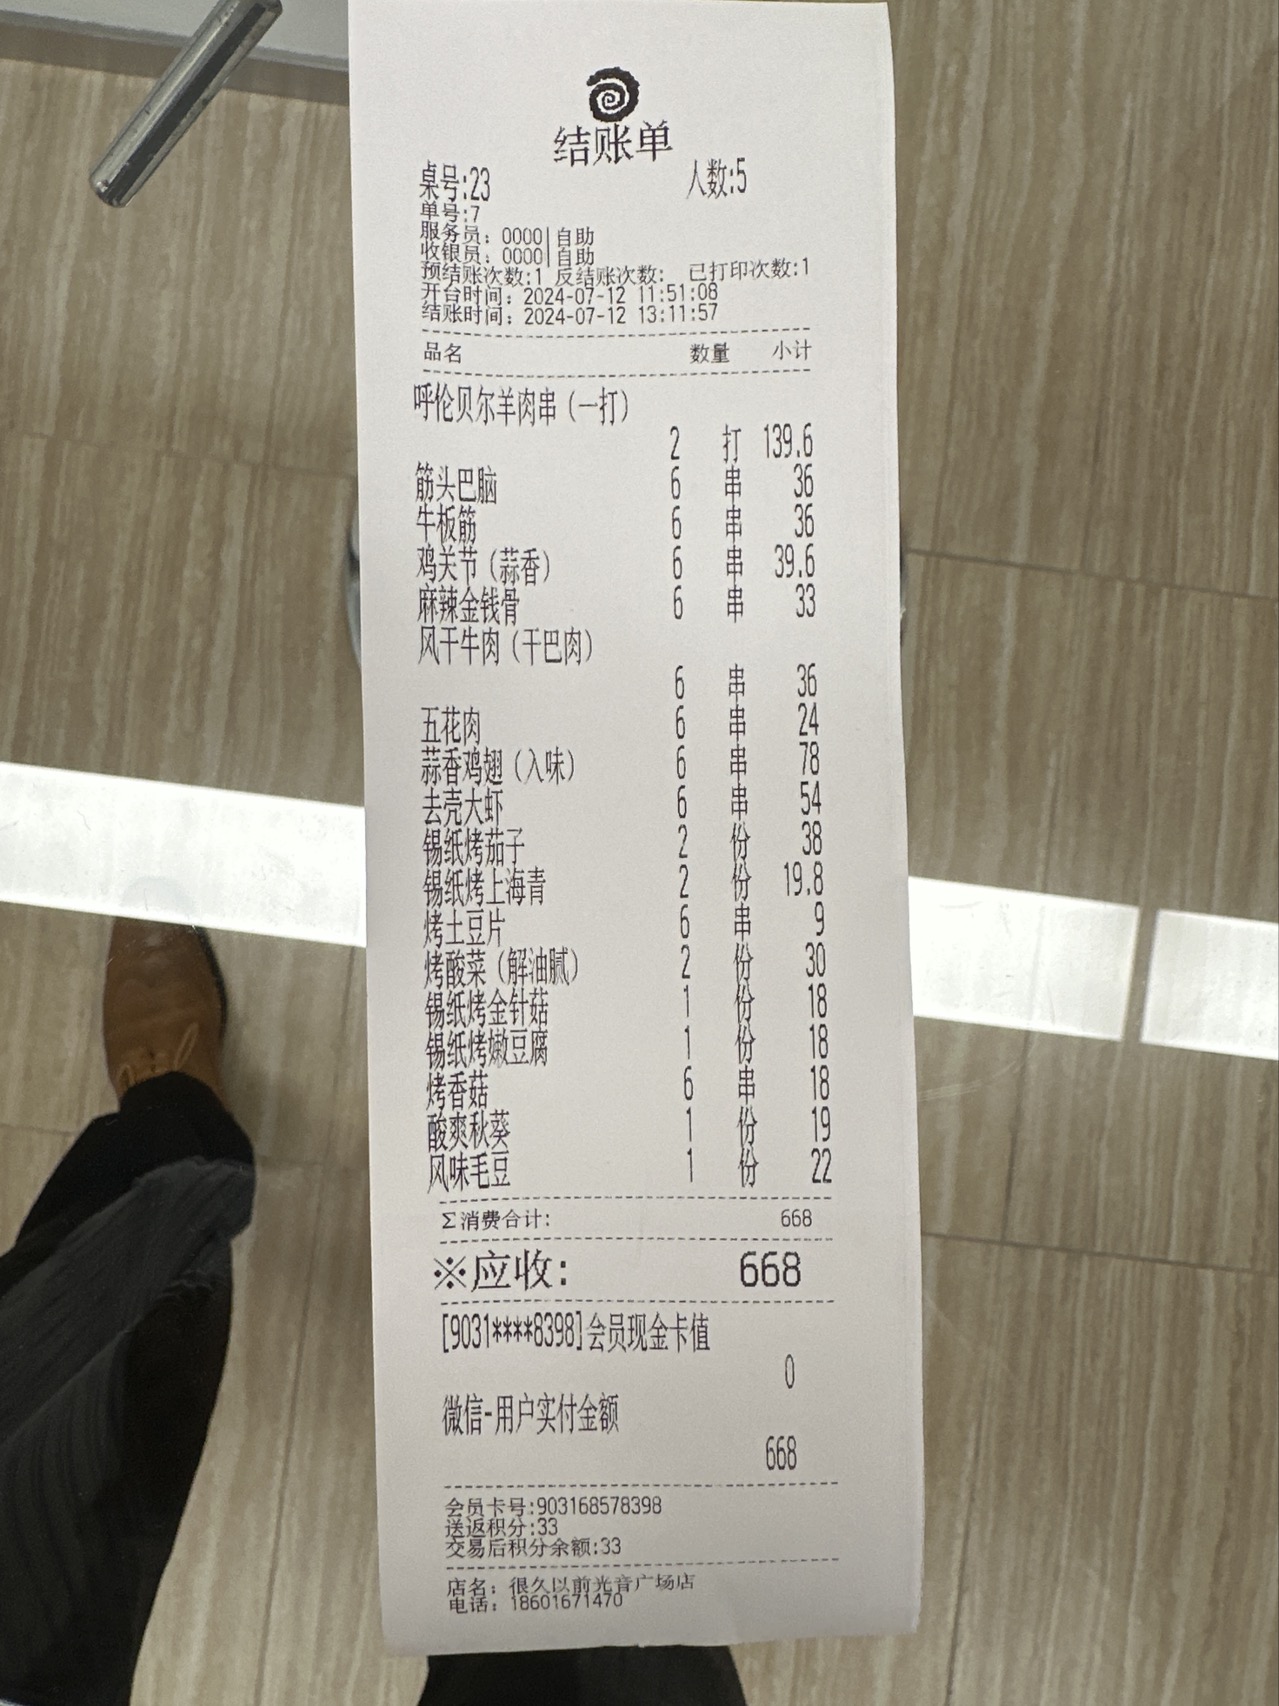 结账单
桌号:23 人数:5
单号:7
服务员: 0000|自助
收银员: 0000|自助
预结账次数:1 反结账次数: 已打印次数:1
开台时间: 2024-07-12 11:51:08
结账时间: 2024-07-12 13:11:57
品名 数量 小计
呼伦贝尔羊肉串(一打)
2 打 139.6
筋头巴脑 6 串 36
牛板筋 6 串 36
鸡关节(蒜香) 6 串 39.6
麻辣金钱骨 6 串 33
风干牛肉(干巴肉)
6 串 36
五花肉 6 串 24
蒜香鸡翅(入味) 6 串 78
去壳大虾 6 串 54
锡纸烤茄子 2 份 38
锡纸烤上海青 2 份 19.8
烤土豆片 6 串 9
烤酸菜(解油腻) 2 份 30
锡纸烤金针菇 1 份 18
锡纸烤嫩豆腐 1 份 18
烤香菇 6 串 18
酸爽秋葵 1 份 19
风味毛豆 1 份 22
Σ消费合计: 668
※应收: 668
[9031****8398]会员现金卡值
0
微信-用户实付金额
668
会员卡号:903168578398
送返积分:33
交易后积分余额:33
店名: 很久以前光音广场店
电话: 18601671470